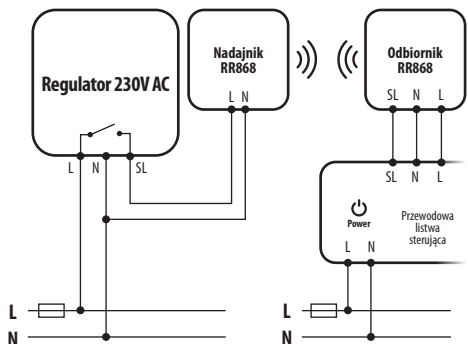 Regulator 230V AC
L N SL
Nadajnik
RR868
L N
Odbiornik
RR868
SL N L
SL N L
Power
Przewodowa
listwa
sterująca
L N
L
N
L
N